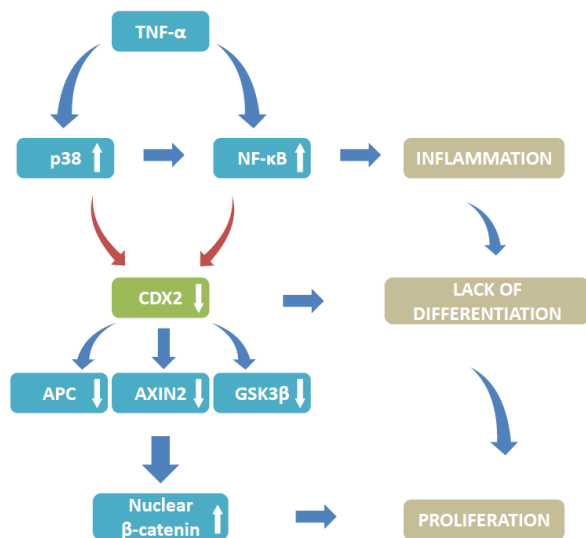 TNF-α
p38
NF-κB
INFLAMMATION
CDX2
LACK OF
DIFFERENTIATION
APC
AXIN2
GSK3β
Nuclear
β-catenin
PROLIFERATION